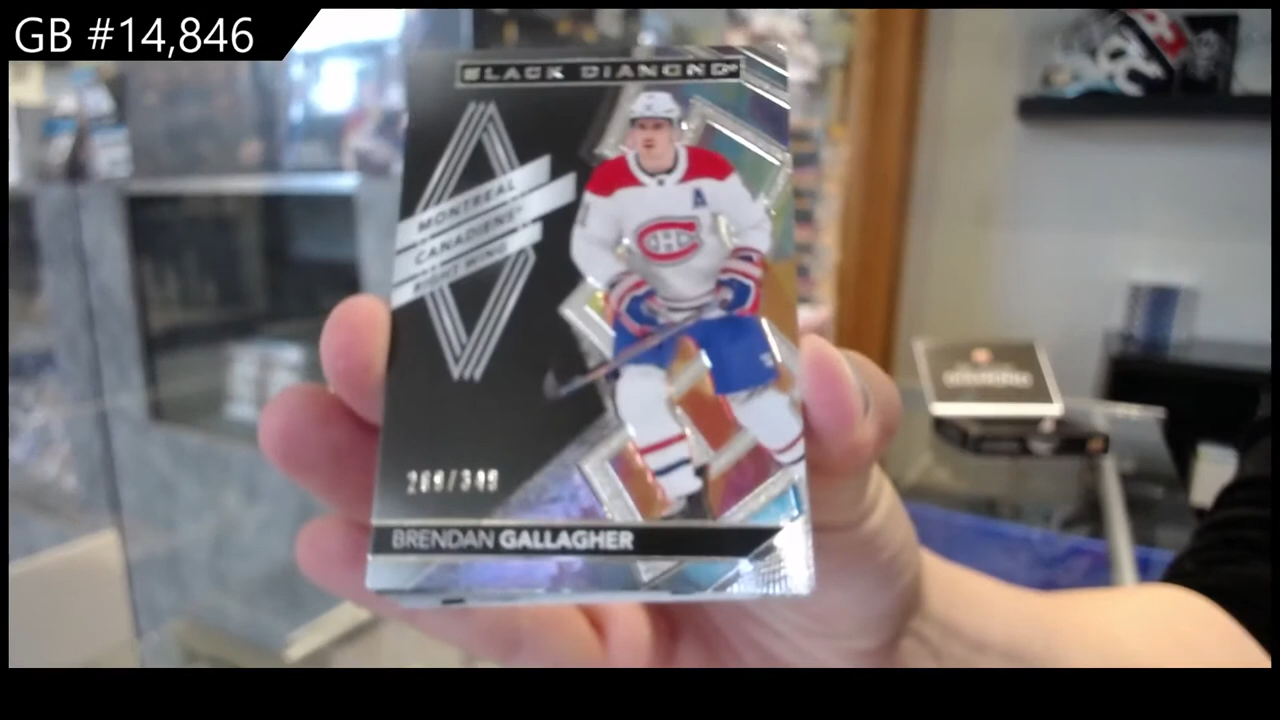 GB #14,846
BLACK DIAMOND
MONTREAL
CANADIENS
RIGHT WING
A
BRENDAN GALLAGHER